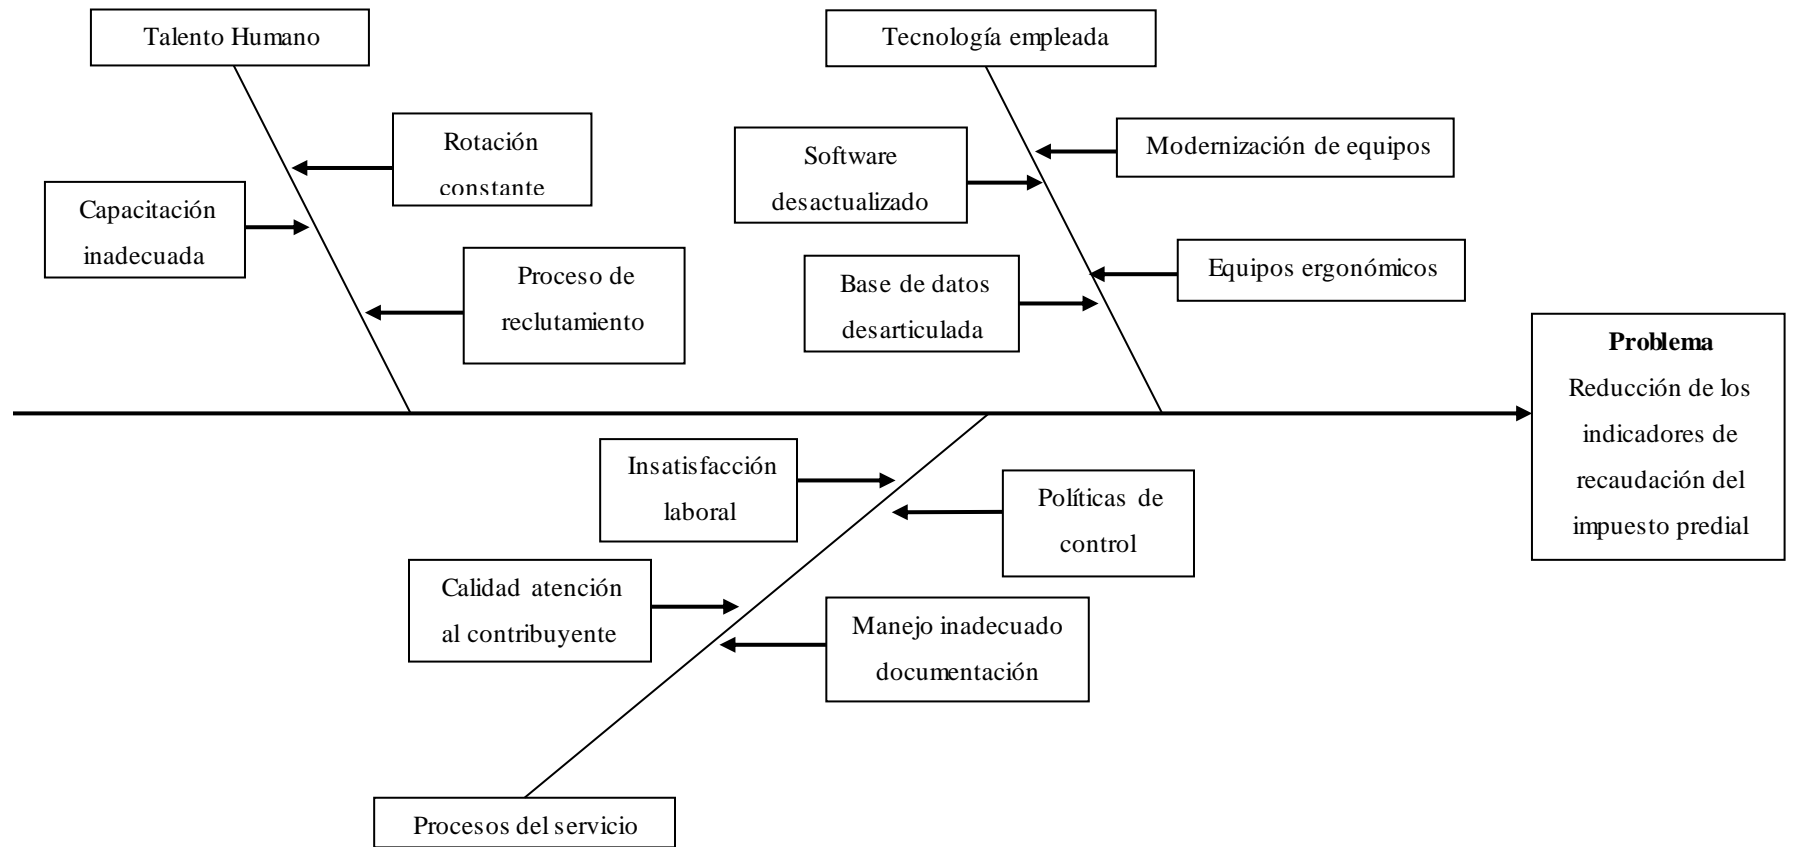 Talento Humano
Tecnología empleada
Rotación
constante
Modernización de equipos
Software
desactualizado
Capacitación
inadecuada
Proceso de
reclutamiento
Equipos ergonómicos
Base de datos
desarticulada
Problema
Reducción de los
indicadores de
recaudación del
impuesto predial
Insatisfacción
laboral
Políticas de
control
Calidad atención
al contribuyente
Manejo inadecuado
documentación
Procesos del servicio